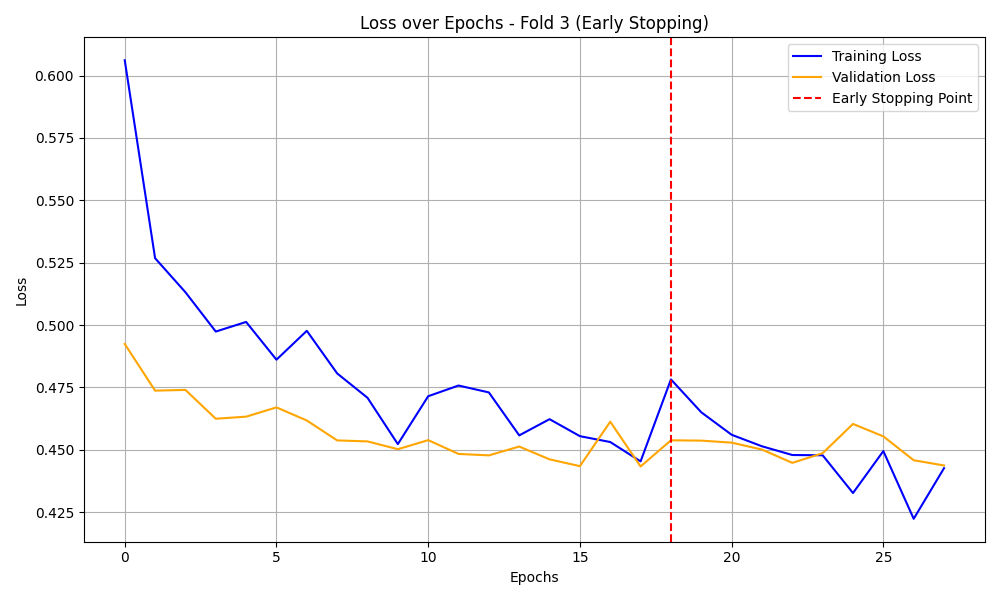 Loss over Epochs - Fold 3 (Early Stopping)
Training Loss
Validation Loss
Early Stopping Point
Loss
0.600
0.575
0.550
0.525
0.500
0.475
0.450
0.425
0 5 10 15 20 25
Epochs